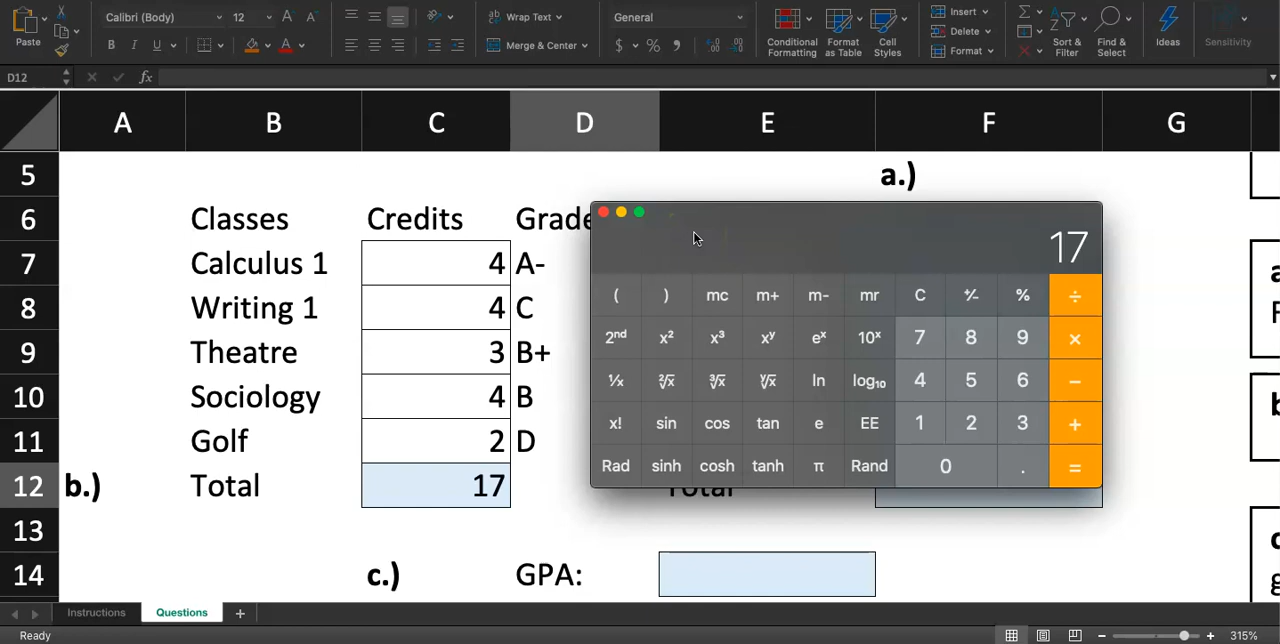 Calibri (Body) 12 Wrap Text General Insert
Paste B I U Merge & Center $ % Conditional Formatting Format as Table Cell Styles Delete Format Sort & Filter Find & Select Ideas Sensitivity
D12 fx
A B C D E F G
5 a.)
6 Classes Credits Grade
7 Calculus 1 4 A-
8 Writing 1 4 C
9 Theatre 3 B+
10 Sociology 4 B
11 Golf 2 D
12 b.) Total 17 Total
13
14 c.) GPA:
17
( ) mc m+ m- mr C +/- % ÷
2nd x² x³ xʸ eˣ 10ˣ 7 8 9 ×
¹/x ²√x ³√x ʸ√x ln log₁₀ 4 5 6 −
x! sin cos tan e EE 1 2 3 +
Rad sinh cosh tanh π Rand 0 . =
Instructions Questions +
Ready − + 315%